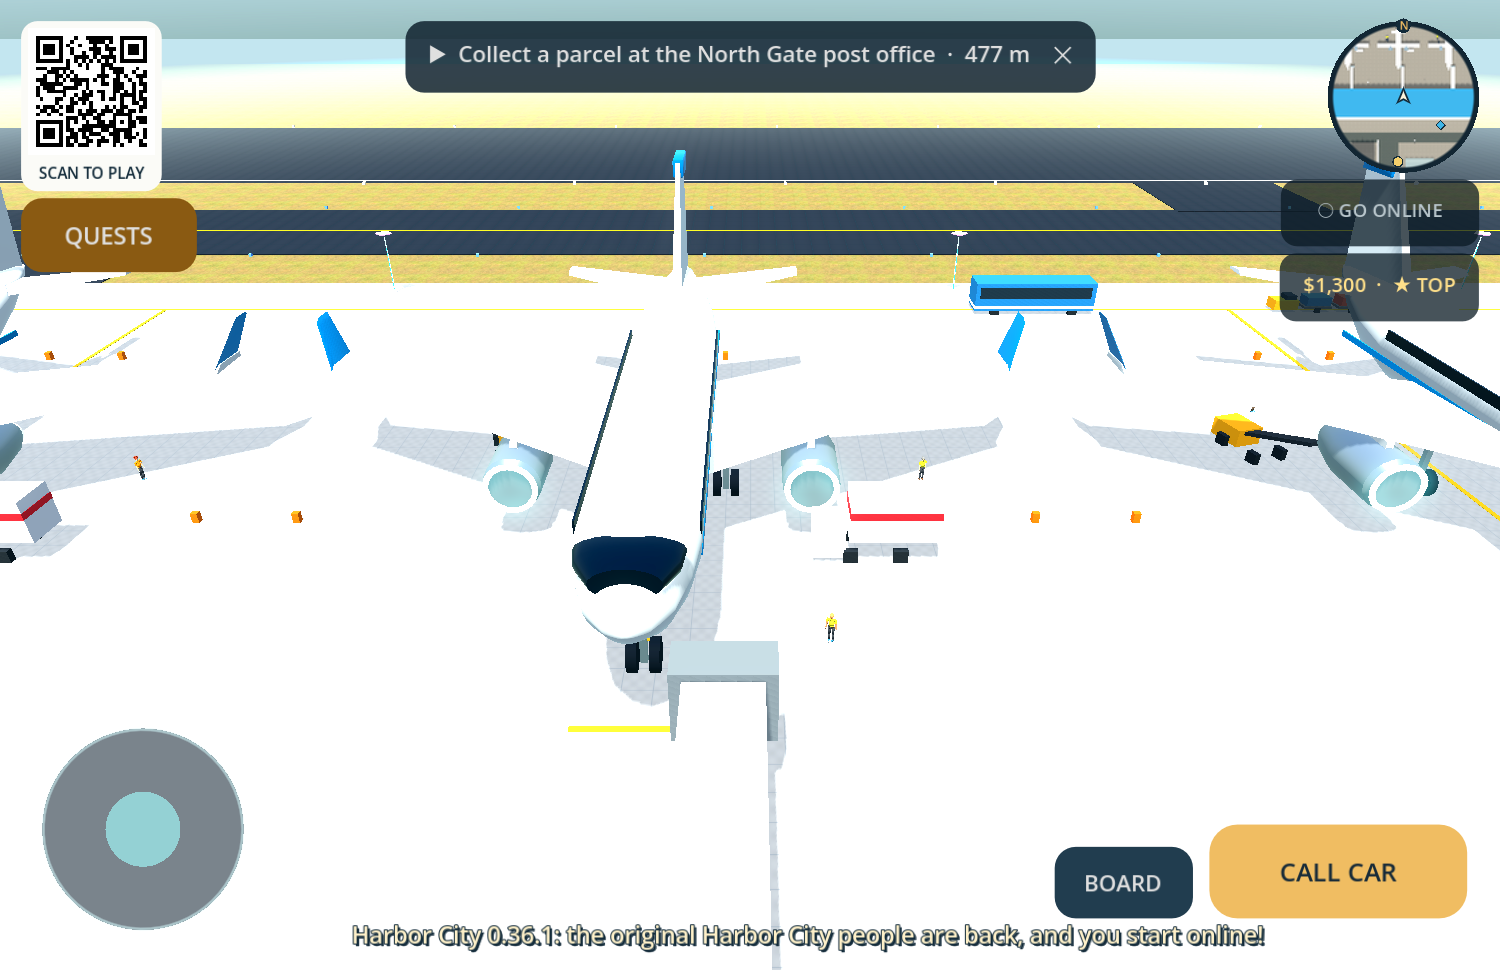 Collect a parcel at the North Gate post office · 477 m
N
SCAN TO PLAY
QUESTS
GO ONLINE
$1,300 · ★ TOP
BOARD
CALL CAR
Harbor City 0.36.1: the original Harbor City people are back, and you start online!